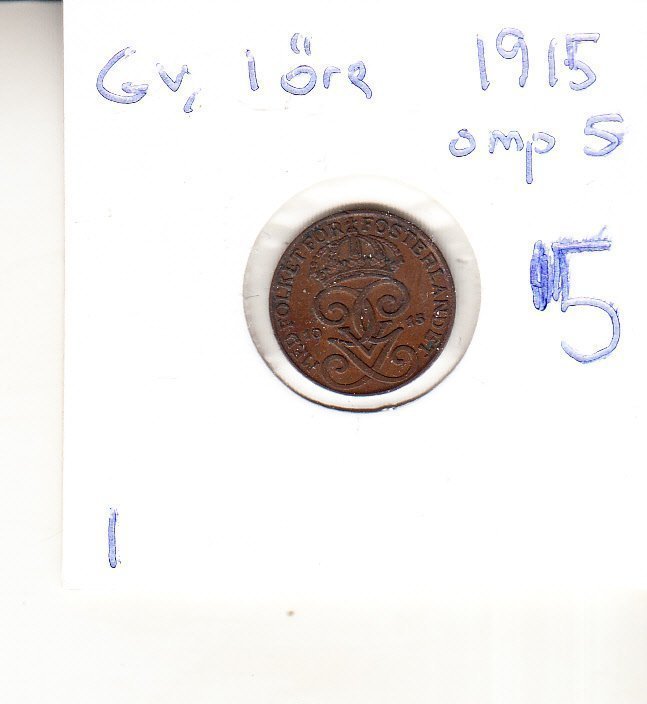 Gv, 1 öre 1915
omp 5
5
MED FOLKET FÖR FOSTERLANDET
19 15
1